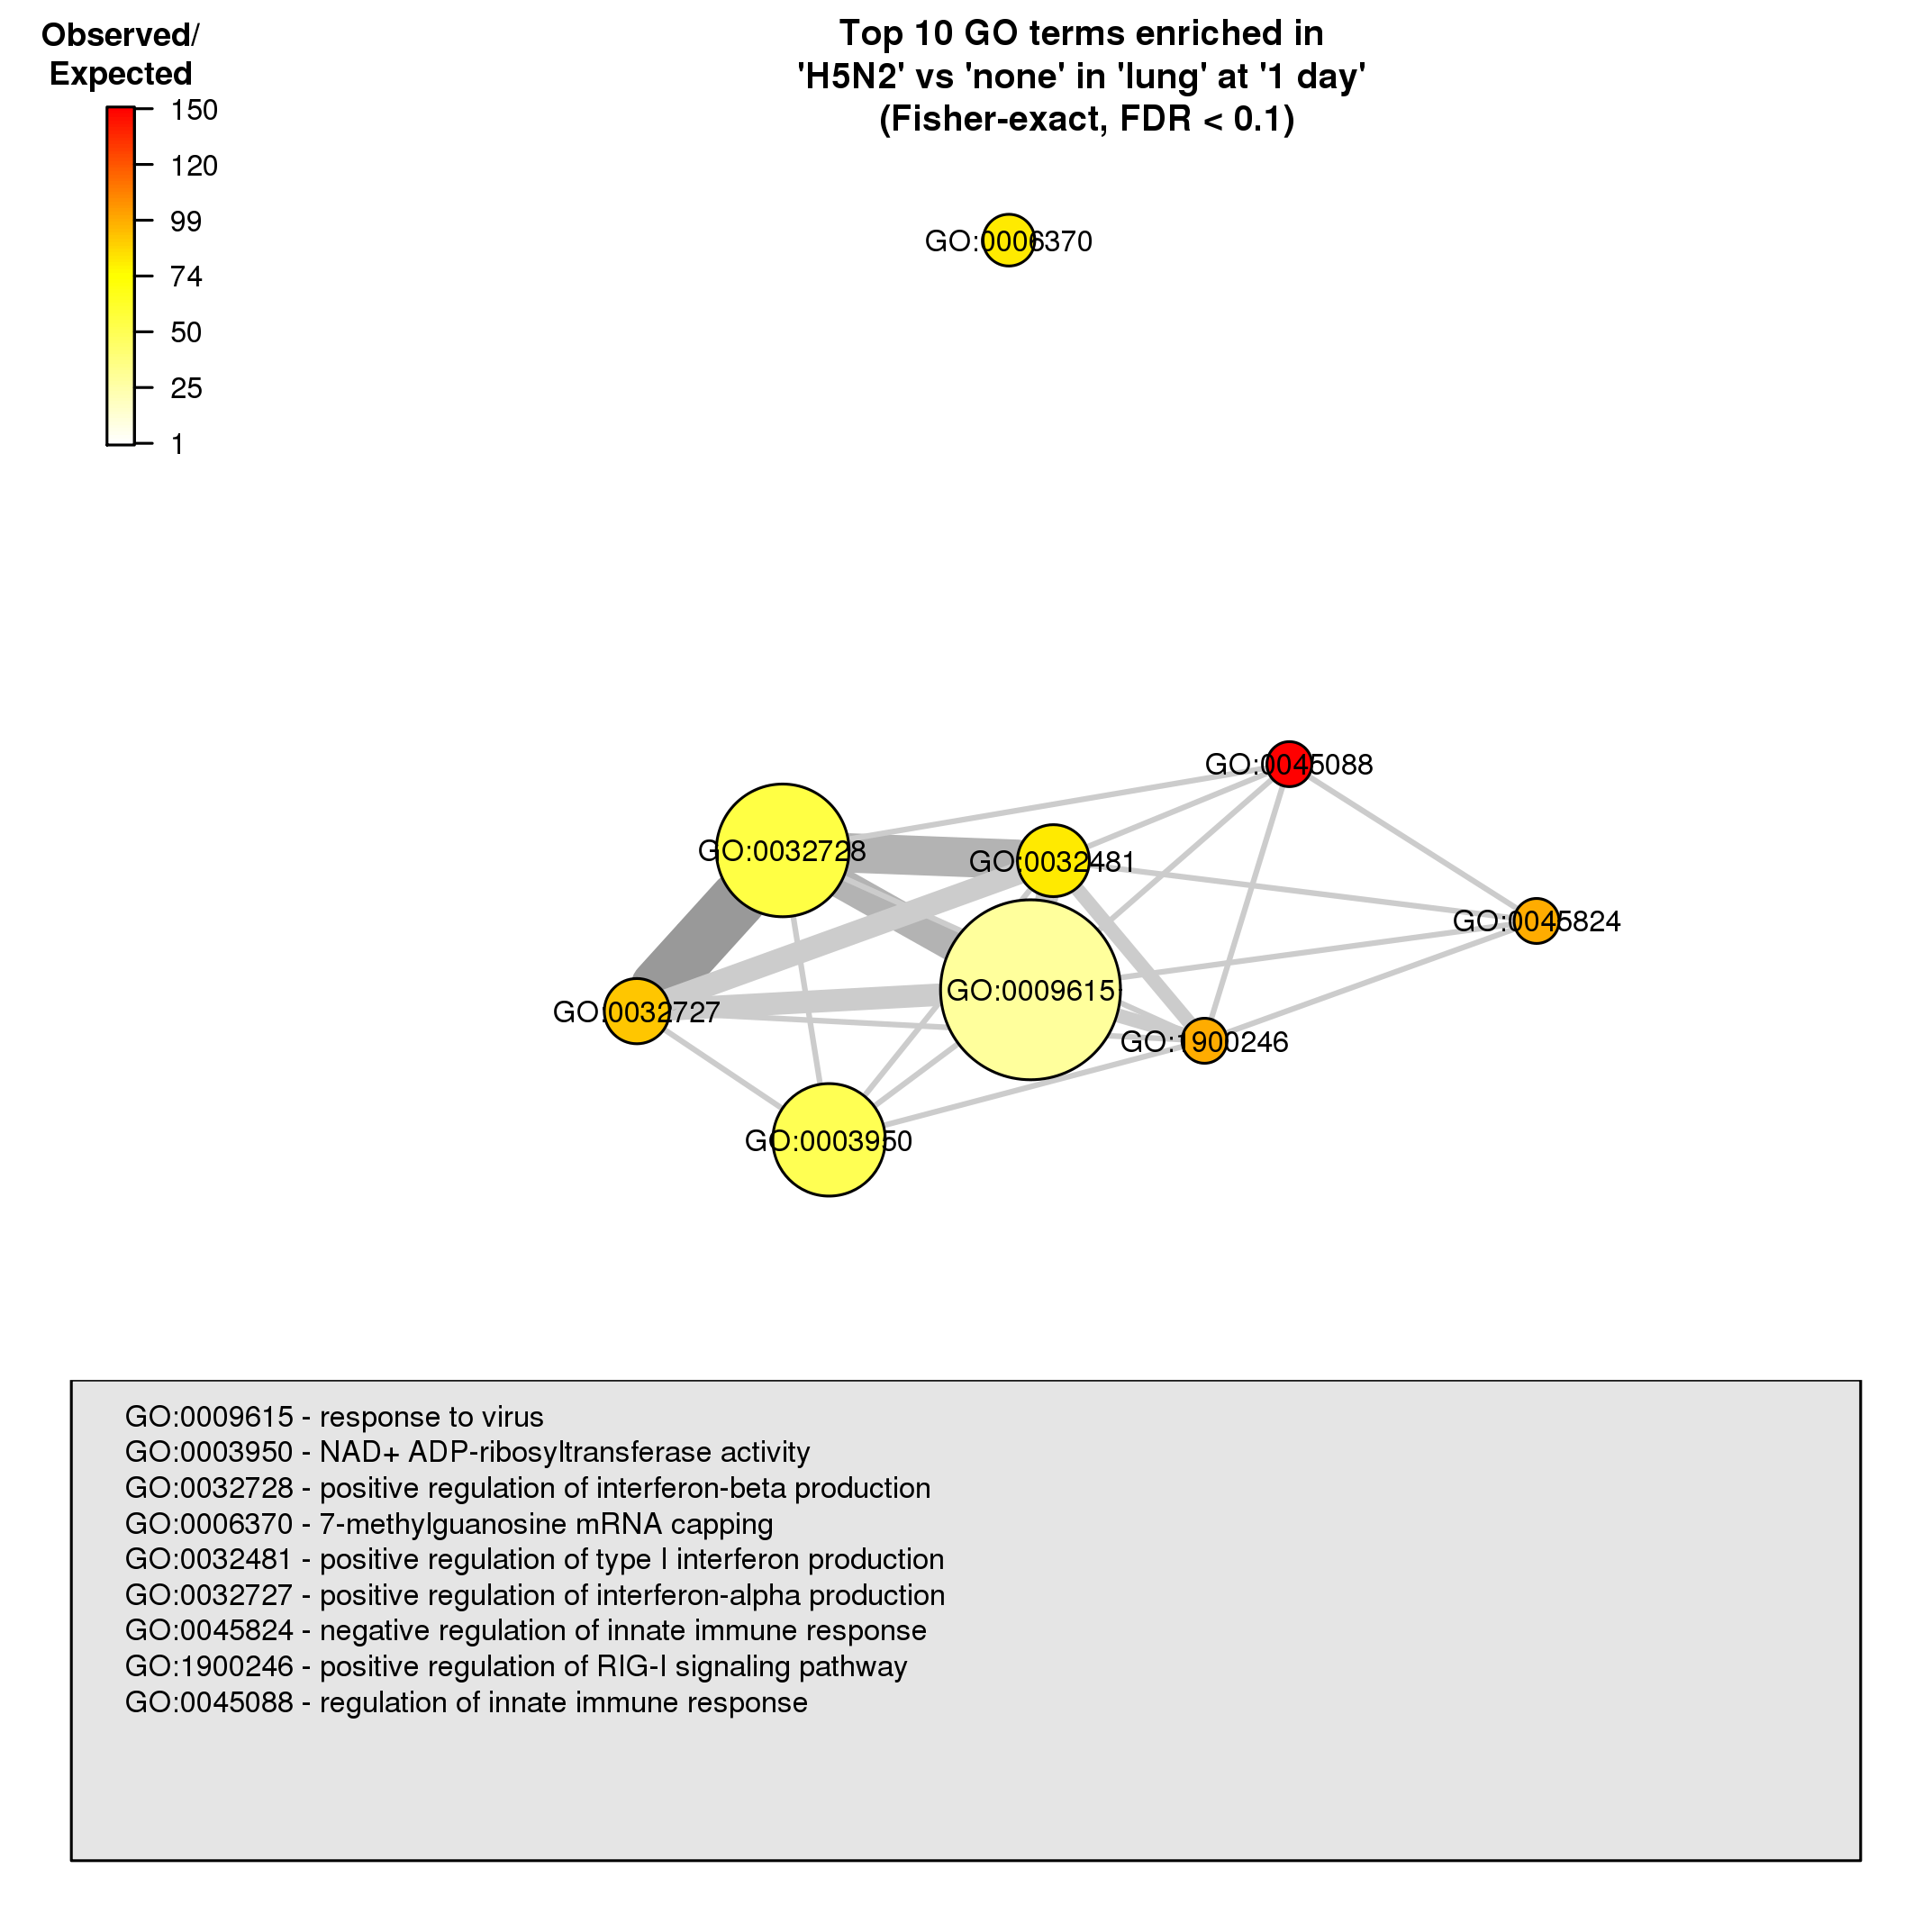 Observed/
Expected
150
120
99
74
50
25
1
Top 10 GO terms enriched in
'H5N2' vs 'none' in 'lung' at '1 day'
(Fisher-exact, FDR < 0.1)
GO:0006370
GO:0045088
GO:0032728
GO:0032481
GO:0045824
GO:0009615
GO:0032727
GO:1900246
GO:0003950
GO:0009615 - response to virus
GO:0003950 - NAD+ ADP-ribosyltransferase activity
GO:0032728 - positive regulation of interferon-beta production
GO:0006370 - 7-methylguanosine mRNA capping
GO:0032481 - positive regulation of type I interferon production
GO:0032727 - positive regulation of interferon-alpha production
GO:0045824 - negative regulation of innate immune response
GO:1900246 - positive regulation of RIG-I signaling pathway
GO:0045088 - regulation of innate immune response